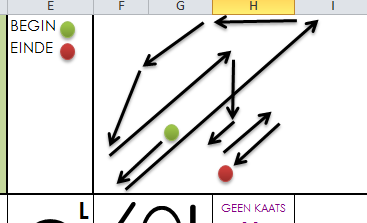 E F G H I
BEGIN
EINDE
L
GEEN KAATS